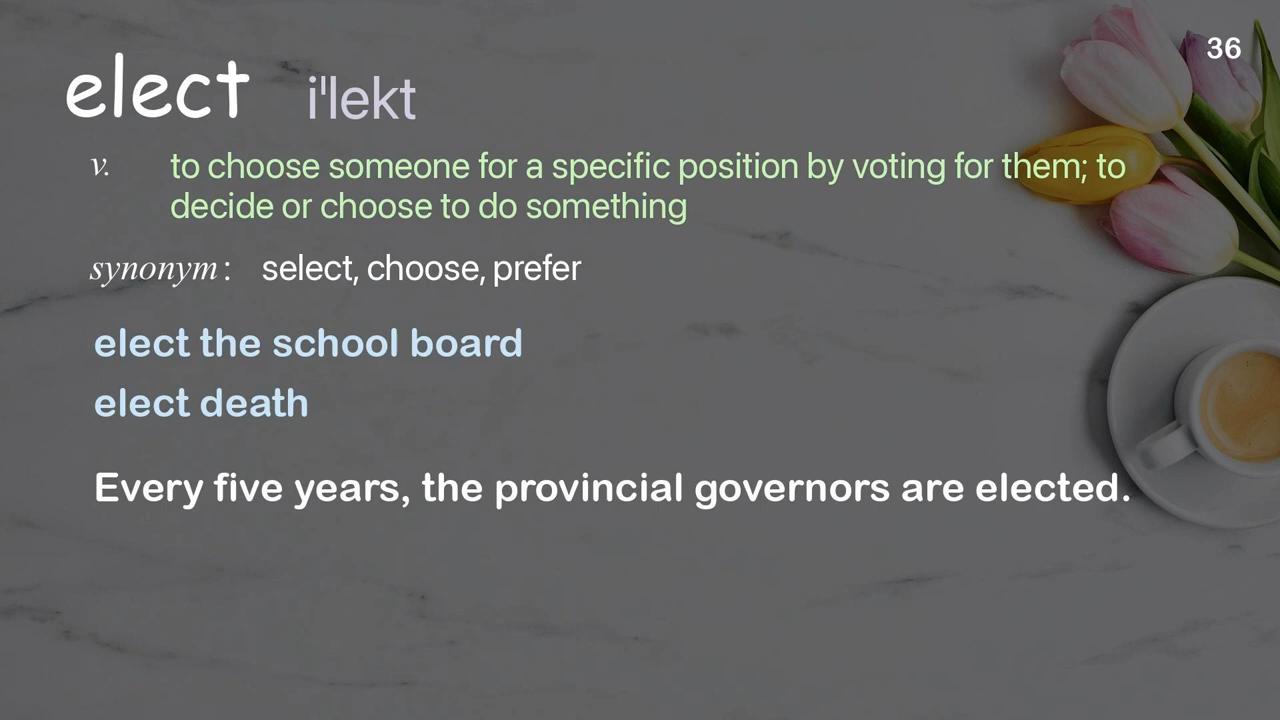 36
elect iˈlekt
v. to choose someone for a specific position by voting for them; to
decide or choose to do something
synonym: select, choose, prefer
elect the school board
elect death
Every five years, the provincial governors are elected.